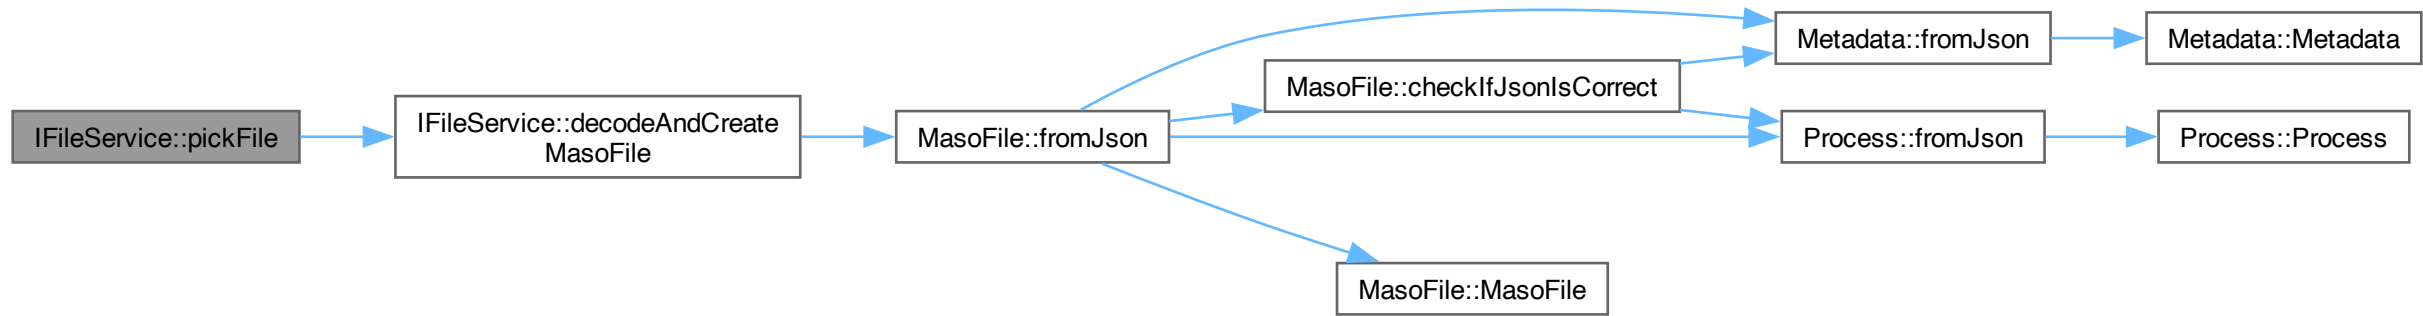 IFileService::pickFile
IFileService::decodeAndCreate
MasoFile
MasoFile::fromJson
MasoFile::checkIfJsonIsCorrect
Metadata::fromJson
Metadata::Metadata
Process::fromJson
Process::Process
MasoFile::MasoFile